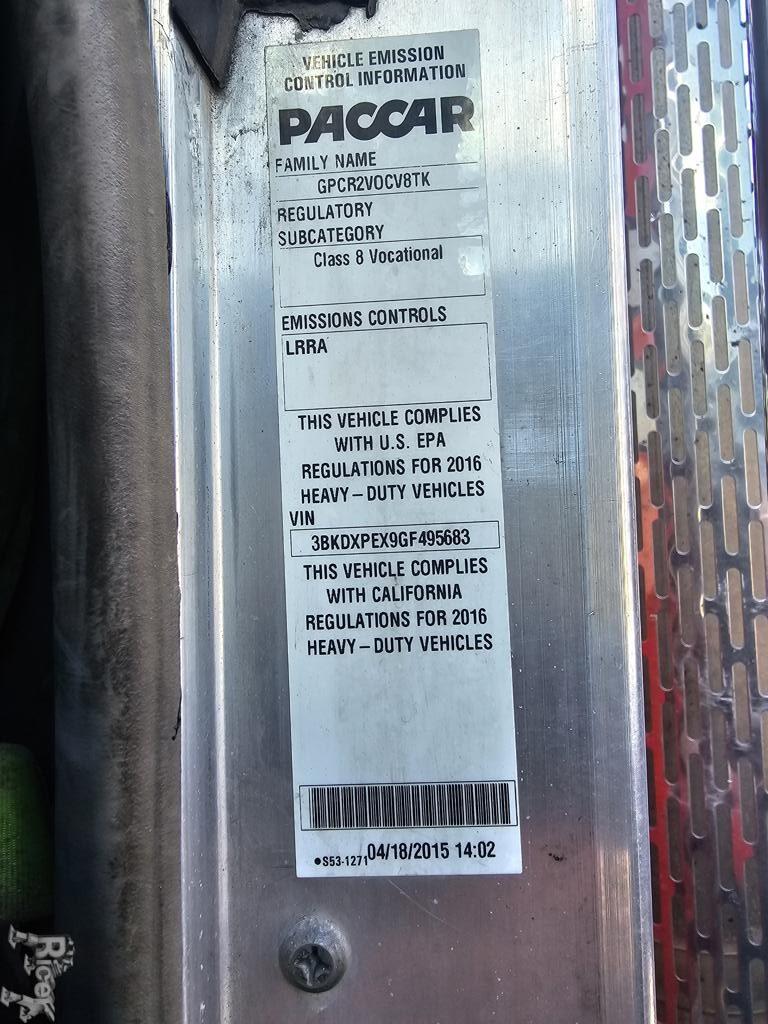 VEHICLE EMISSION
CONTROL INFORMATION
PACCAR
FAMILY NAME
GPCR2VOCV8TK
REGULATORY
SUBCATEGORY
Class 8 Vocational
EMISSIONS CONTROLS
LRRA
THIS VEHICLE COMPLIES
WITH U.S. EPA
REGULATIONS FOR 2016
HEAVY – DUTY VEHICLES
VIN
3BKDXPEX9GF495683
THIS VEHICLE COMPLIES
WITH CALIFORNIA
REGULATIONS FOR 2016
HEAVY – DUTY VEHICLES
●S53-1271 04/18/2015 14:02
Rice